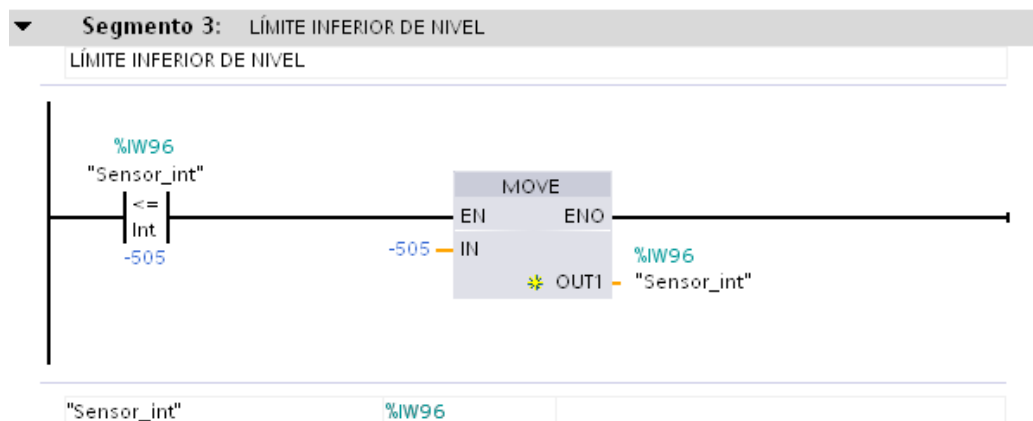 Segmento 3: LÍMITE INFERIOR DE NIVEL
LÍMITE INFERIOR DE NIVEL
%IW96
"Sensor_int"
<=
Int
-505
MOVE
EN ENO
-505 IN
%IW96
OUT1 "Sensor_int"
"Sensor_int" %IW96